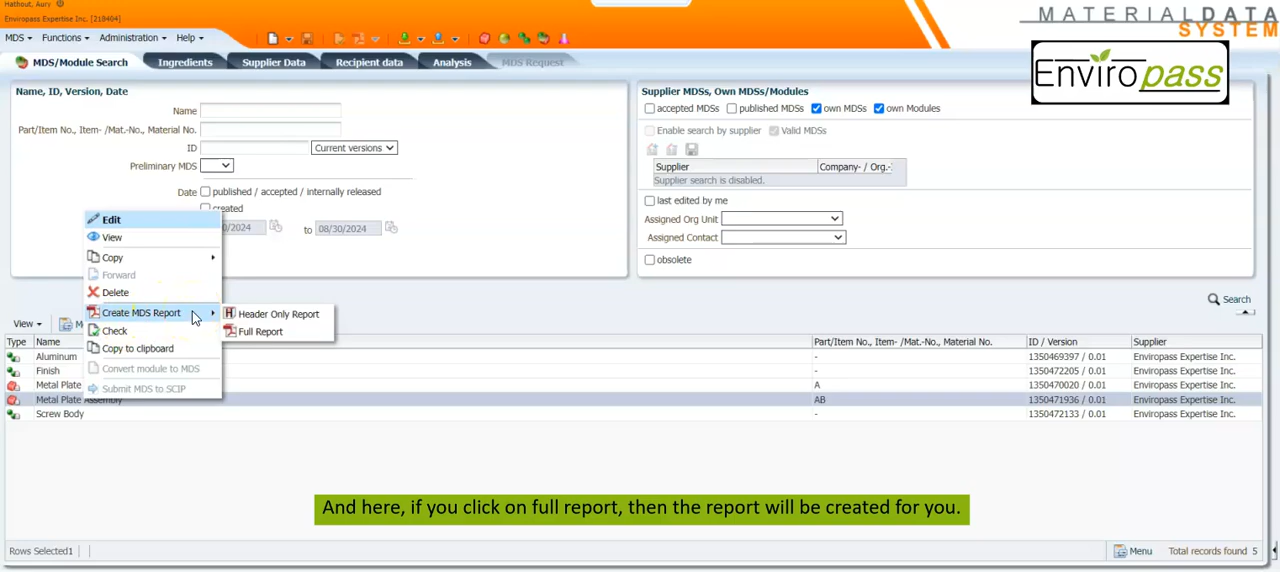 Hathout, Aury
Enviropass Expertise Inc. [218404]
MATERIALDATA
SYSTEM
MDS Functions Administration Help
Enviropass
MDS/Module Search Ingredients Supplier Data Recipient data Analysis MDS Request
Name, ID, Version, Date
Name
Part/Item No., Item- /Mat.-No., Material No.
ID Current versions
Preliminary MDS
Date published / accepted / internally released
created
0/2024 to 08/30/2024
Supplier MDSs, Own MDSs/Modules
accepted MDSs published MDSs own MDSs own Modules
Enable search by supplier Valid MDSs
Supplier Company- / Org.-
Supplier search is disabled.
last edited by me
Assigned Org Unit
Assigned Contact
obsolete
Edit
View
Copy
Forward
Delete
Create MDS Report
Check
Copy to clipboard
Convert module to MDS
Submit MDS to SCIP
Header Only Report
Full Report
Search
View M
Type Name Part/Item No., Item- /Mat.-No., Material No. ID / Version Supplier
Aluminum - 1350469397 / 0.01 Enviropass Expertise Inc.
Finish - 1350472205 / 0.01 Enviropass Expertise Inc.
Metal Plate A 1350470020 / 0.01 Enviropass Expertise Inc.
Metal Plate Assembly AB 1350471936 / 0.01 Enviropass Expertise Inc.
Screw Body - 1350472133 / 0.01 Enviropass Expertise Inc.
And here, if you click on full report, then the report will be created for you.
Rows Selected1 Menu Total records found 5